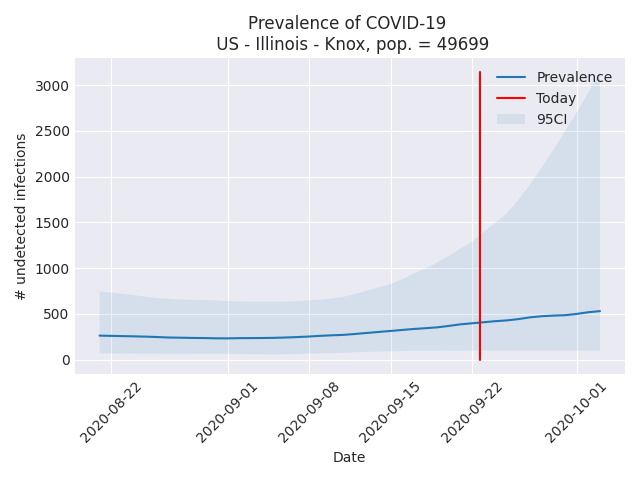 Prevalence of COVID-19
US - Illinois - Knox, pop. = 49699
Prevalence
Today
95CI
# undetected infections
3000
2500
2000
1500
1000
500
0
2020-08-22
2020-09-01
2020-09-08
2020-09-15
2020-09-22
2020-10-01
Date